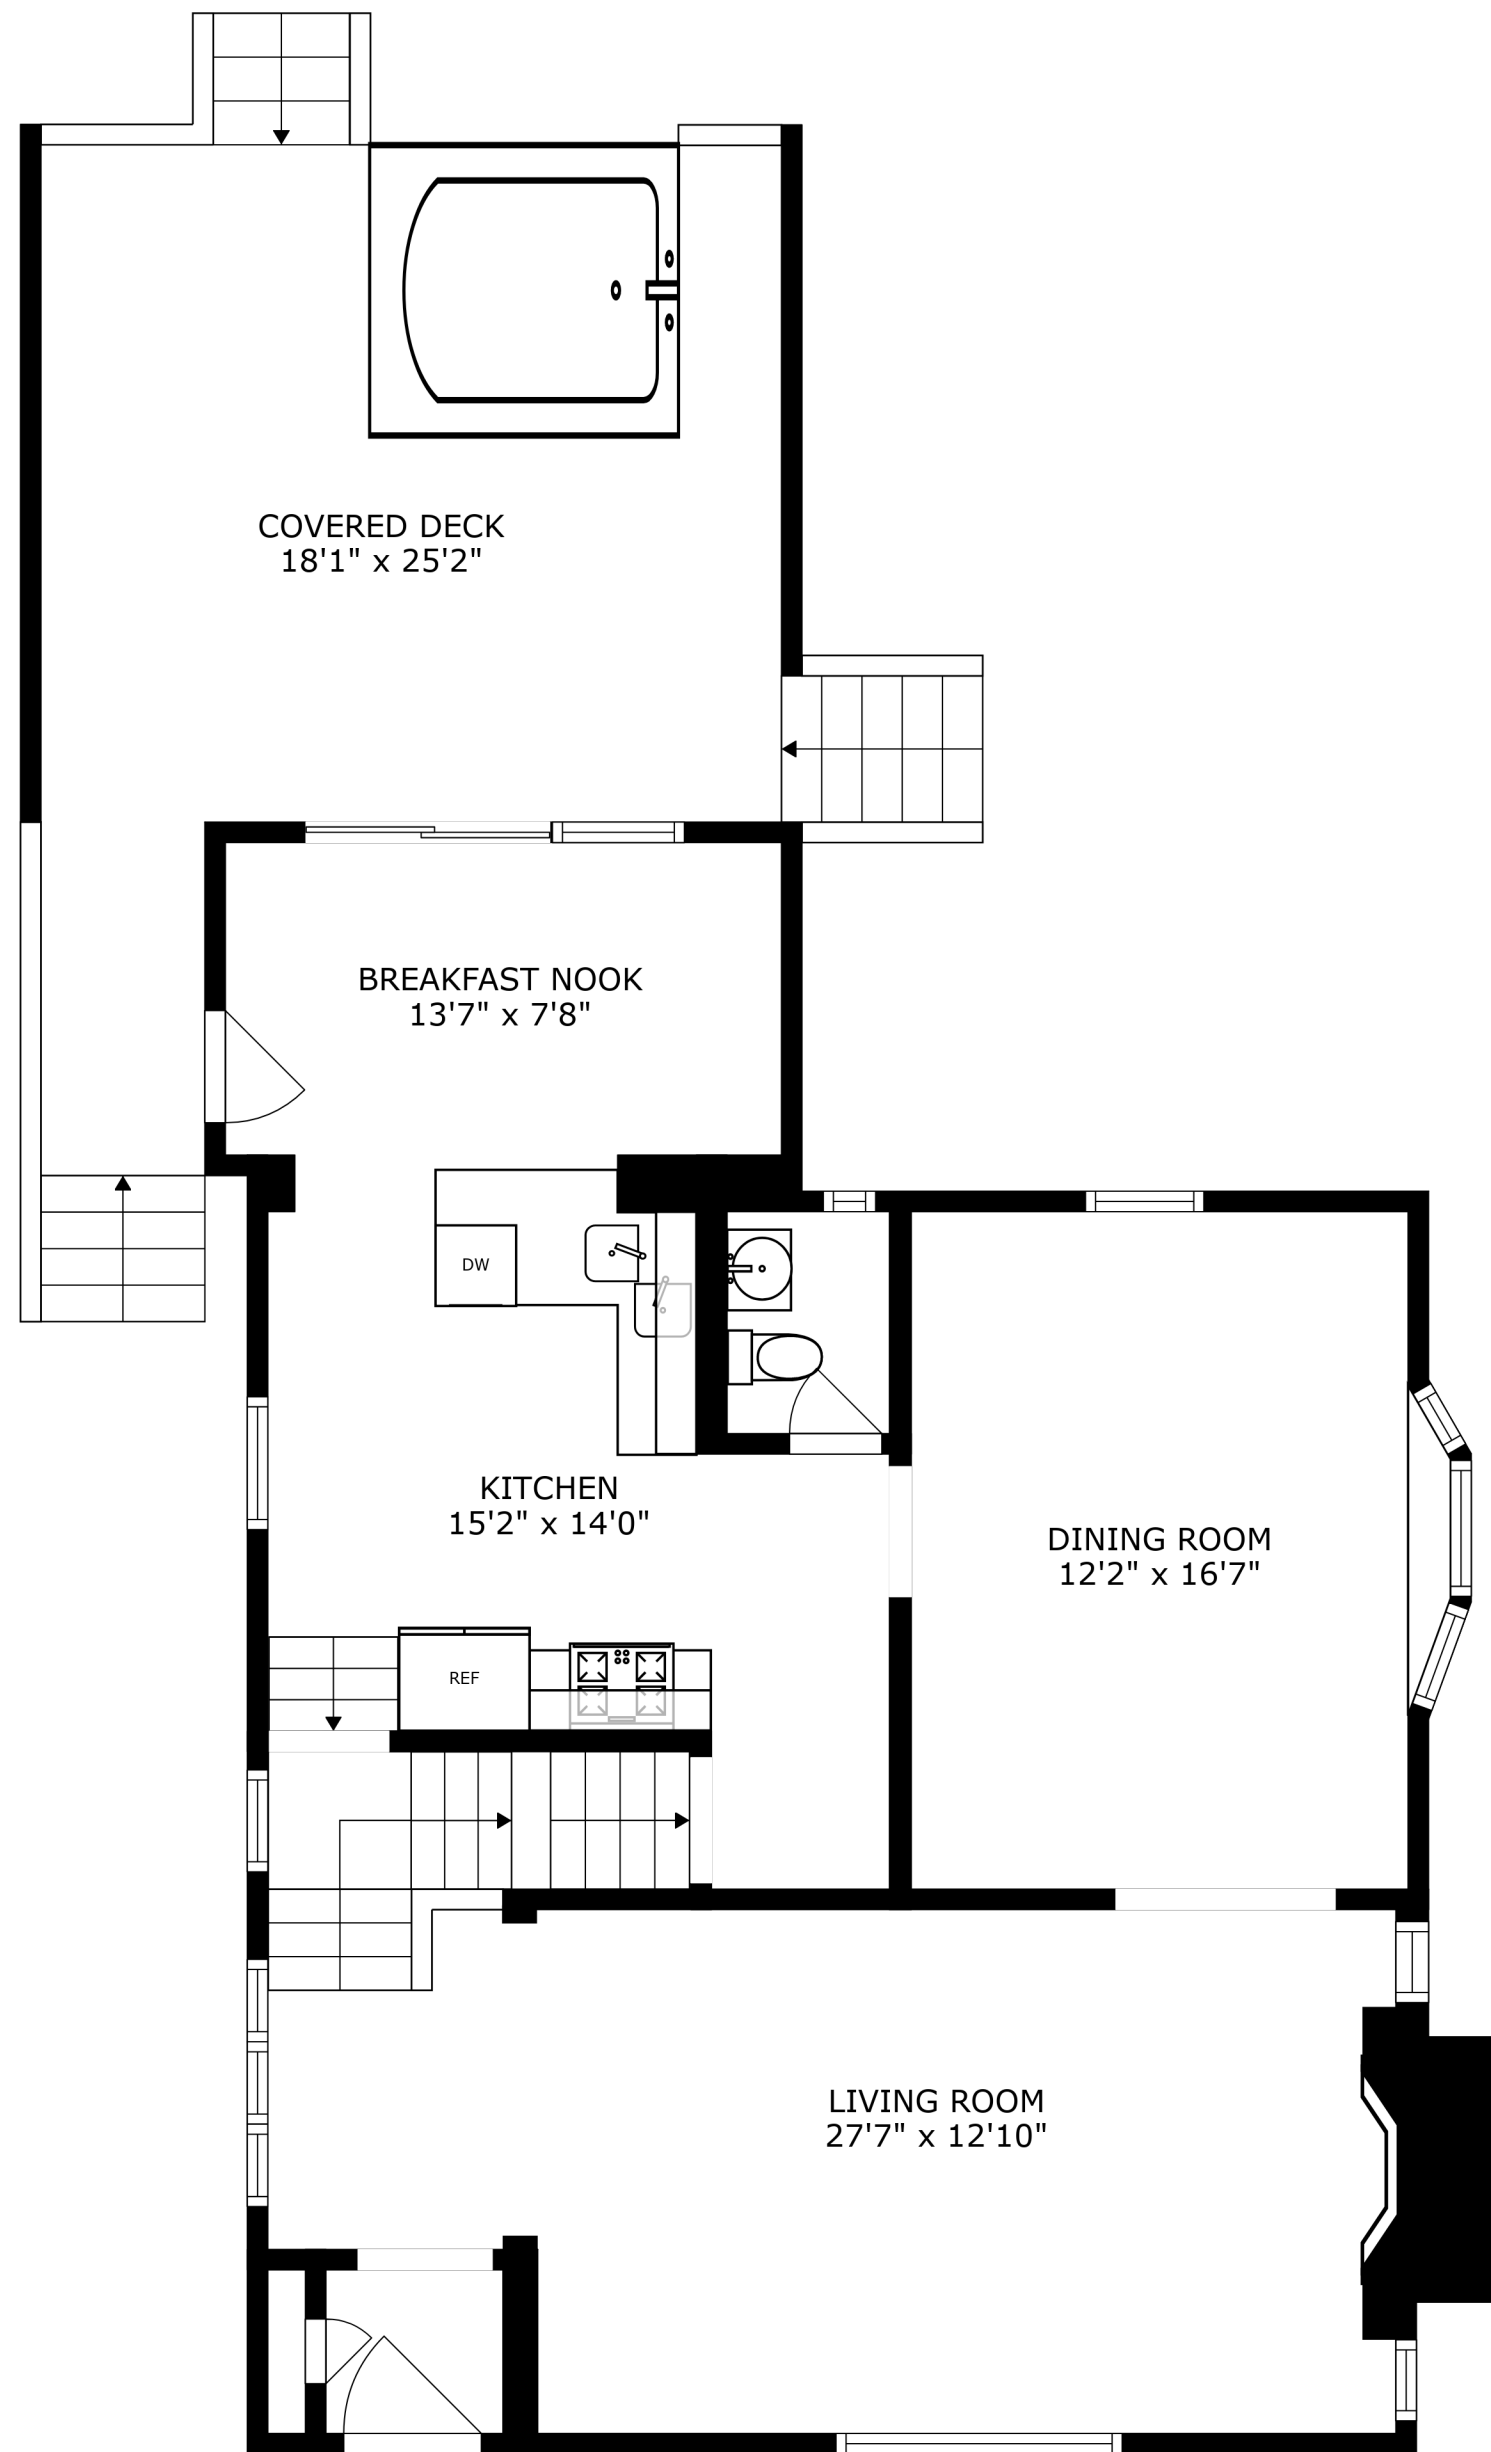 COVERED DECK
18'1" x 25'2"
BREAKFAST NOOK
13'7" x 7'8"
DW
KITCHEN
15'2" x 14'0"
DINING ROOM
12'2" x 16'7"
REF
LIVING ROOM
27'7" x 12'10"